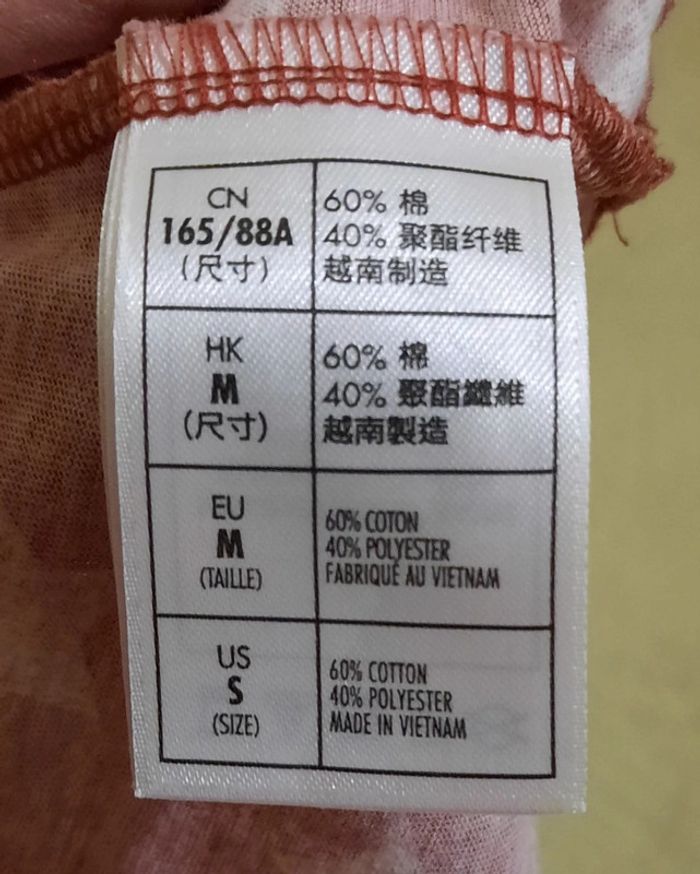 CN
165/88A
(尺寸)
60% 棉
40% 聚酯纤维
越南制造
HK
M
(尺寸)
60% 棉
40% 聚酯纖維
越南製造
EU
M
(TAILLE)
60% COTON
40% POLYESTER
FABRIQUÉ AU VIETNAM
US
S
(SIZE)
60% COTTON
40% POLYESTER
MADE IN VIETNAM